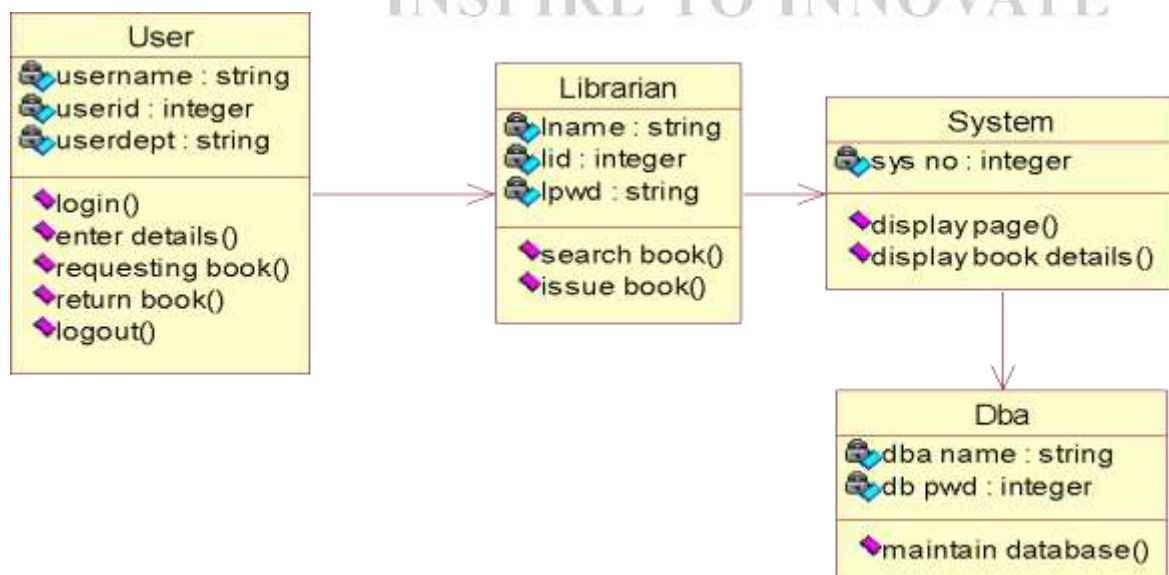 INSPIRE TO INNOVATE
User
username : string
userid : integer
userdept : string
login()
enter details()
requesting book()
return book()
logout()
Librarian
lname : string
lid : integer
lpwd : string
search book()
issue book()
System
sys no : integer
display page()
display book details()
Dba
dba name : string
db pwd : integer
maintain database()